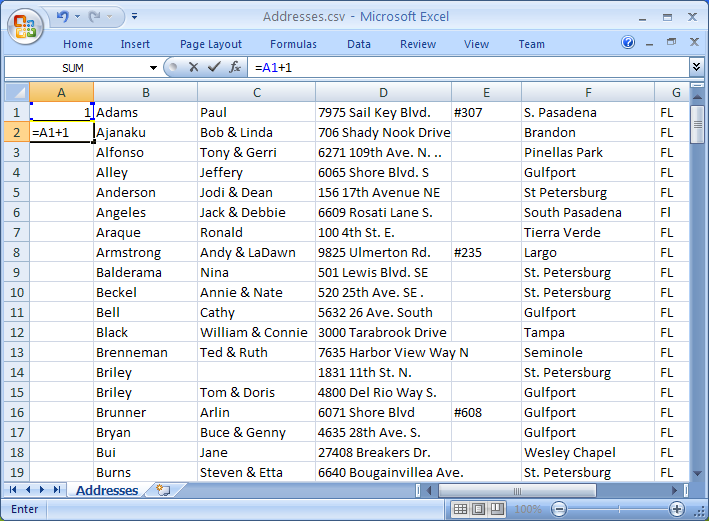 Addresses.csv - Microsoft Excel
Home Insert Page Layout Formulas Data Review View Team
SUM fx =A1+1
A B C D E F G
1 1 Adams Paul 7975 Sail Key Blvd. #307 S. Pasadena FL
2 =A1+1 Ajanaku Bob & Linda 706 Shady Nook Drive Brandon FL
3 Alfonso Tony & Gerri 6271 109th Ave. N. .. Pinellas Park FL
4 Alley Jeffery 6065 Shore Blvd. S Gulfport FL
5 Anderson Jodi & Dean 156 17th Avenue NE St Petersburg FL
6 Angeles Jack & Debbie 6609 Rosati Lane S. South Pasadena Fl
7 Araque Ronald 100 4th St. E. Tierra Verde FL
8 Armstrong Andy & LaDawn 9825 Ulmerton Rd. #235 Largo FL
9 Balderama Nina 501 Lewis Blvd. SE St. Petersburg FL
10 Beckel Annie & Nate 520 25th Ave. SE . St. Petersburg FL
11 Bell Cathy 5632 26 Ave. South Gulfport FL
12 Black William & Connie 3000 Tarabrook Drive Tampa FL
13 Brenneman Ted & Ruth 7635 Harbor View Way N Seminole FL
14 Briley 1831 11th St. N. St. Petersburg FL
15 Briley Tom & Doris 4800 Del Rio Way S. Gulfport FL
16 Brunner Arlin 6071 Shore Blvd #608 Gulfport FL
17 Bryan Buce & Genny 4635 28th Ave. S. Gulfport FL
18 Bui Jane 27408 Breakers Dr. Wesley Chapel FL
19 Burns Steven & Etta 6640 Bougainvillea Ave. St. Petersburg FL
Addresses
Enter 100%